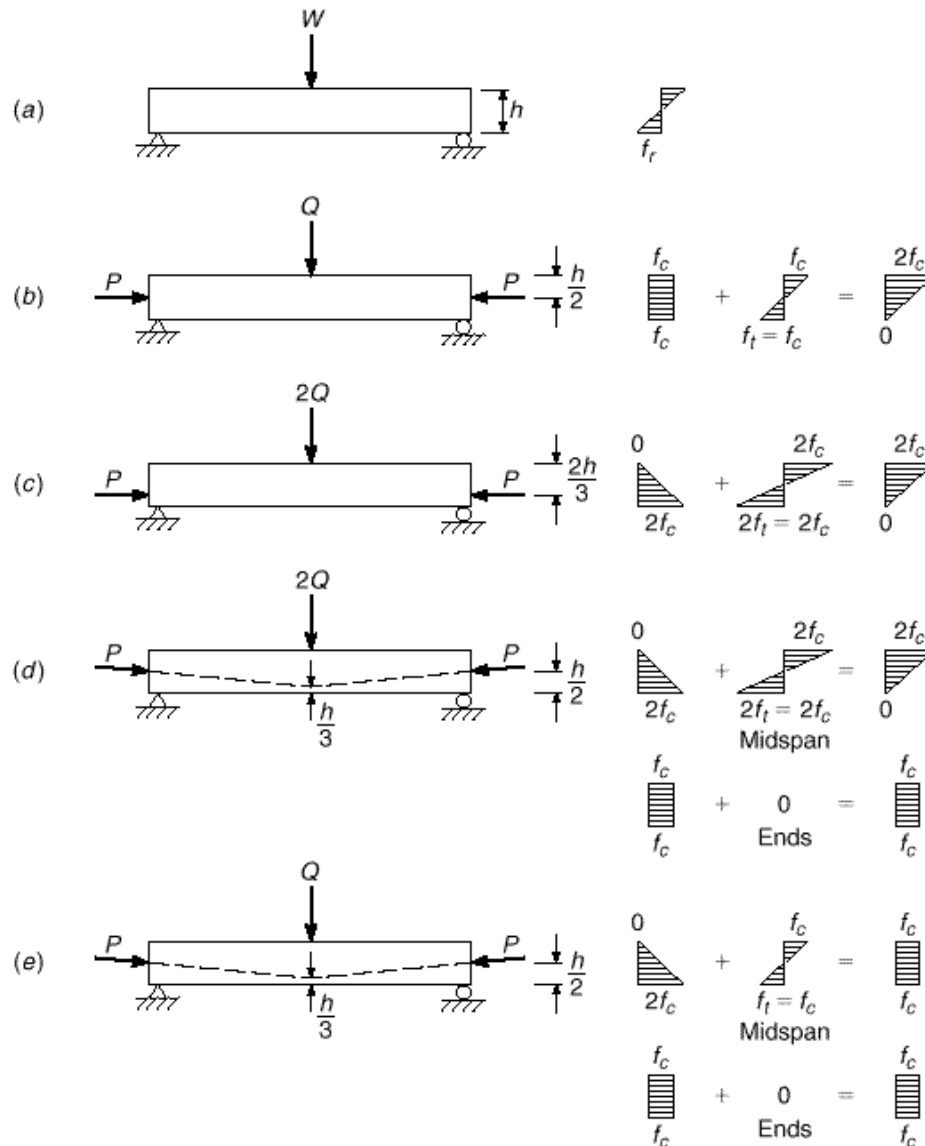 W
(a)
h
f_r
Q
(b)
P
P
h/2
f_c
f_c
2f_c
+
=
f_c
f_t = f_c
0
2Q
(c)
P
P
2h/3
0
2f_c
2f_c
+
=
2f_c
2f_t = 2f_c
0
2Q
(d)
P
P
h/2
h/3
0
2f_c
2f_c
+
=
2f_c
2f_t = 2f_c
0
Midspan
f_c
f_c
+ 0 =
f_c
Ends
f_c
Q
(e)
P
P
h/2
h/3
0
f_c
f_c
+
=
2f_c
f_t = f_c
f_c
Midspan
f_c
f_c
+ 0 =
f_c
Ends
f_c